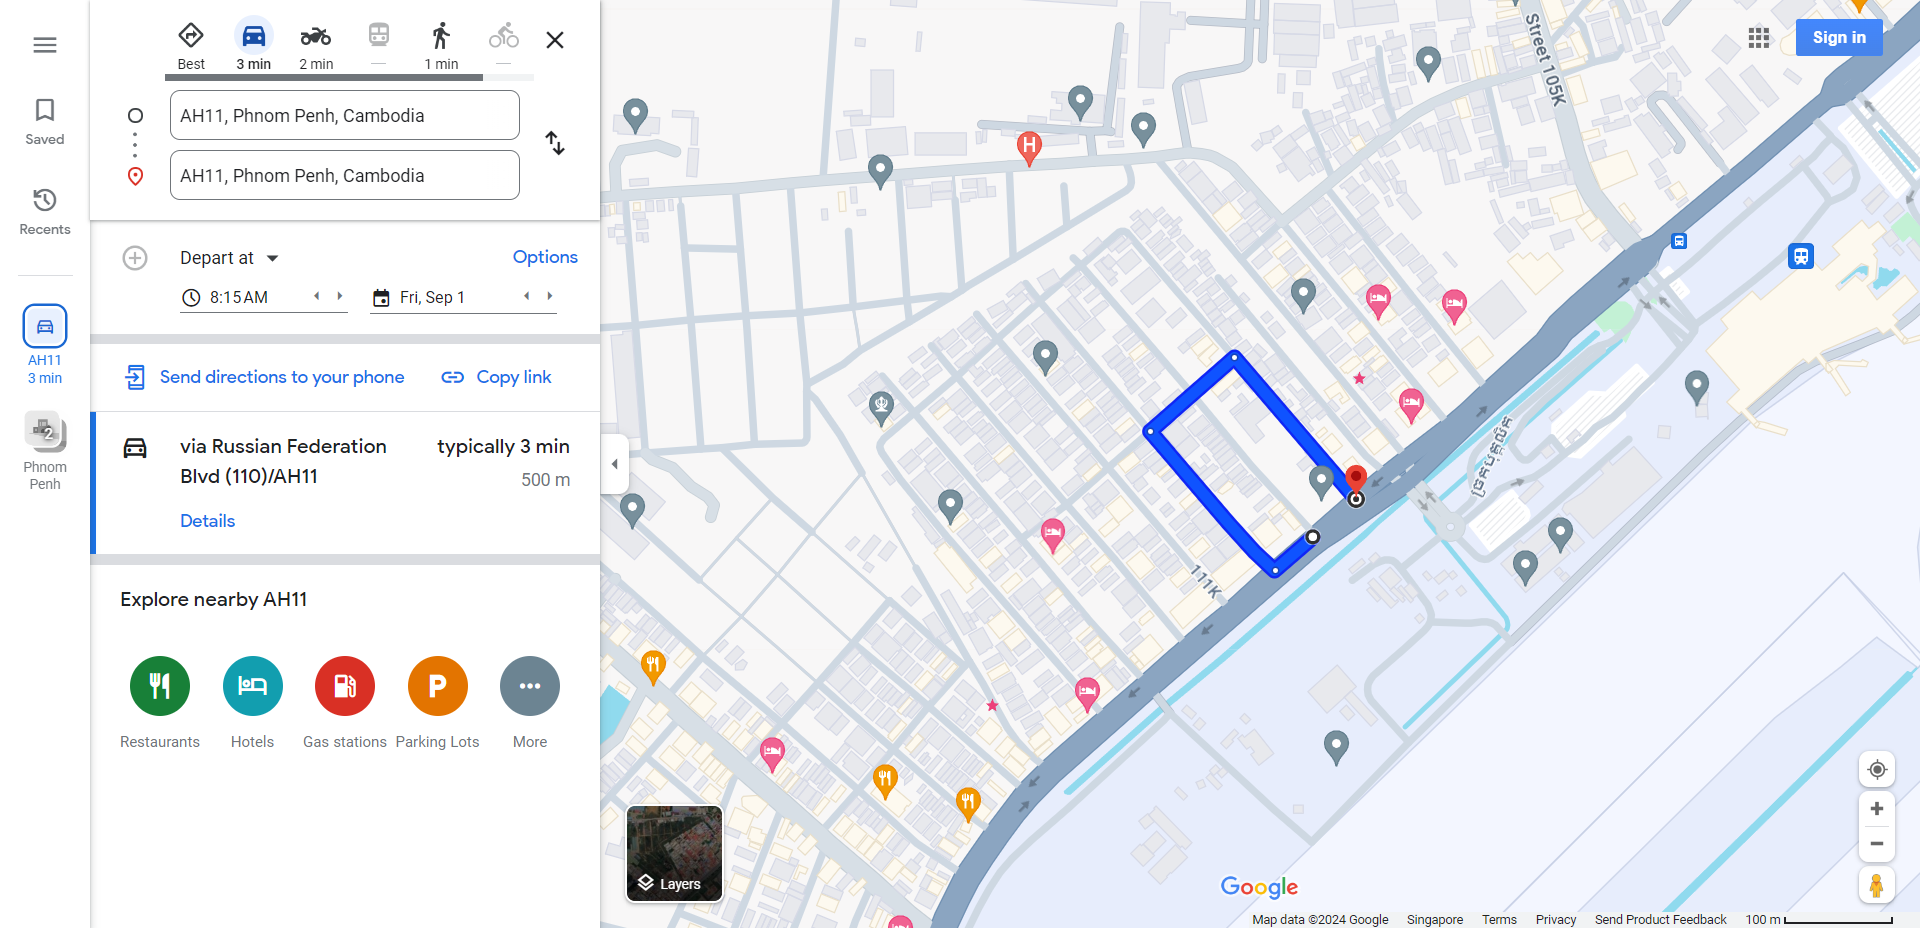 Best
3 min
2 min
—
1 min
—
AH11, Phnom Penh, Cambodia
AH11, Phnom Penh, Cambodia
Saved
Recents
AH11
3 min
2
Phnom
Penh
Depart at
Options
8:15 AM
Fri, Sep 1
Send directions to your phone
Copy link
via Russian Federation
Blvd (110)/AH11
typically 3 min
500 m
Details
Explore nearby AH11
Restaurants
Hotels
P
Gas stations
Parking Lots
More
Street 105K
H
111K
Sign in
Layers
Google
Map data ©2024 Google
Singapore
Terms
Privacy
Send Product Feedback
100 m